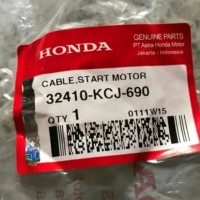 HONDA
GENUINE PARTS
PT Astra Honda Motor
Jakarta - Indonesia
CABLE,START MOTOR
32410-KCJ-690
QTY 1
0111W15